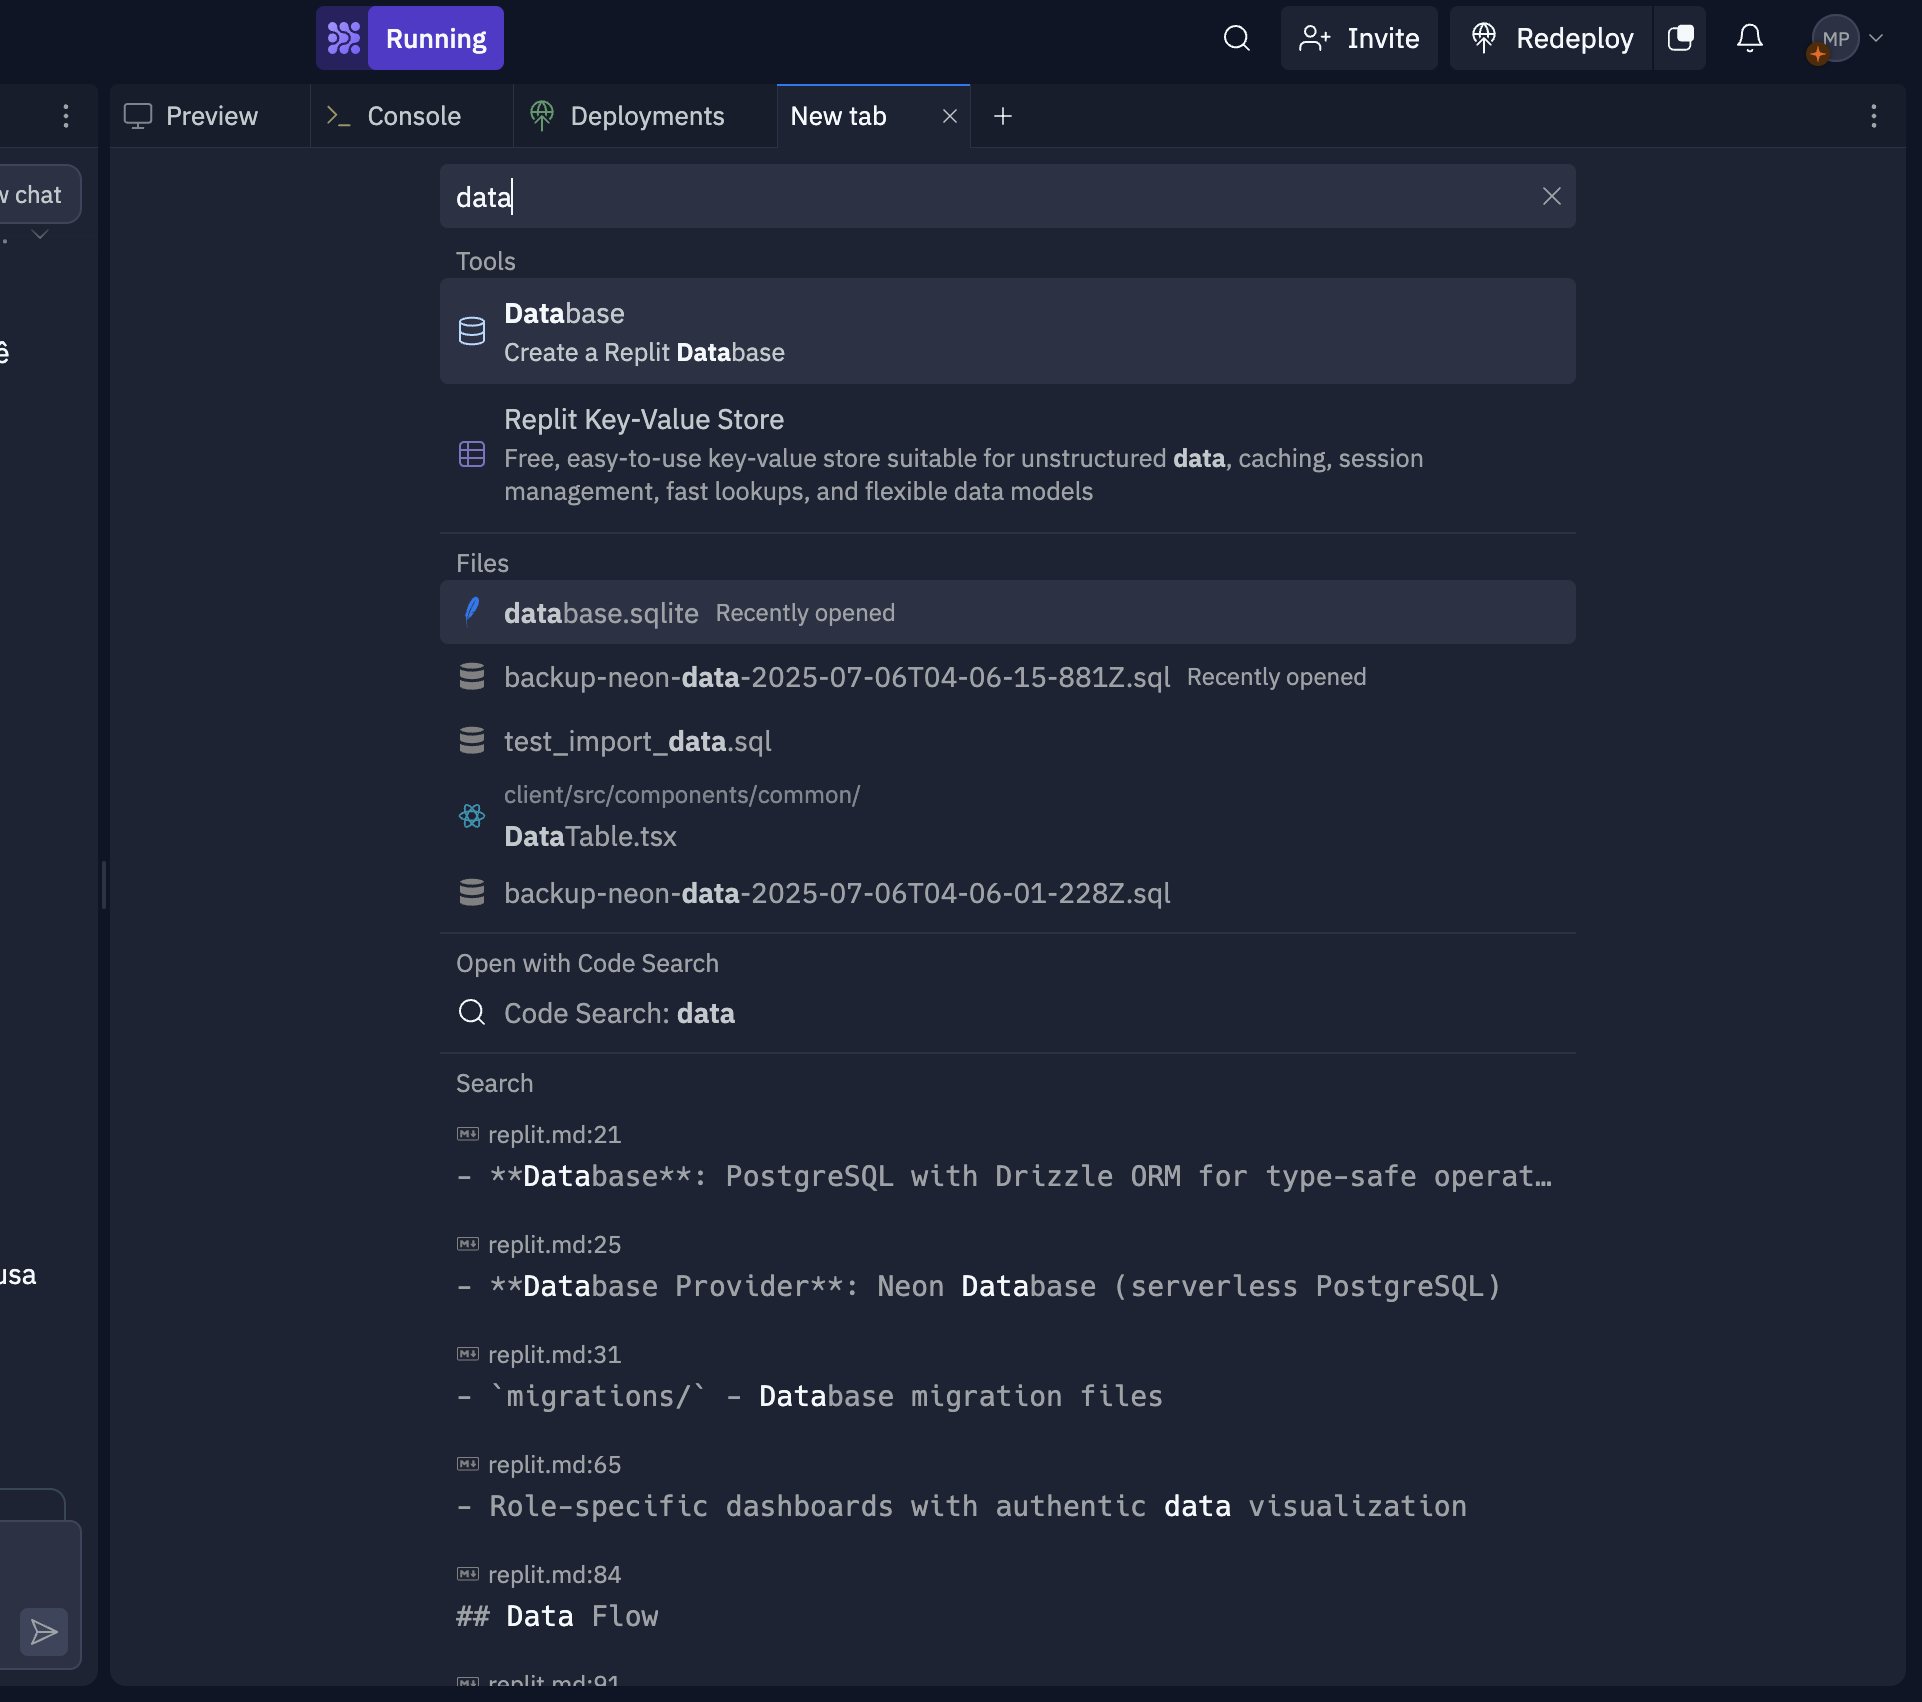 Running
Invite
Redeploy
MP
Preview
Console
Deployments
New tab
chat
data
Tools
Database
Create a Replit Database
Replit Key-Value Store
Free, easy-to-use key-value store suitable for unstructured data, caching, session
management, fast lookups, and flexible data models
ê
Files
database.sqlite Recently opened
backup-neon-data-2025-07-06T04-06-15-881Z.sql Recently opened
test_import_data.sql
client/src/components/common/
DataTable.tsx
backup-neon-data-2025-07-06T04-06-01-228Z.sql
Open with Code Search
Code Search: data
Search
replit.md:21
- **Database**: PostgreSQL with Drizzle ORM for type-safe operat…
replit.md:25
- **Database Provider**: Neon Database (serverless PostgreSQL)
usa
replit.md:31
- `migrations/` - Database migration files
replit.md:65
- Role-specific dashboards with authentic data visualization
replit.md:84
## Data Flow
replit.md:91